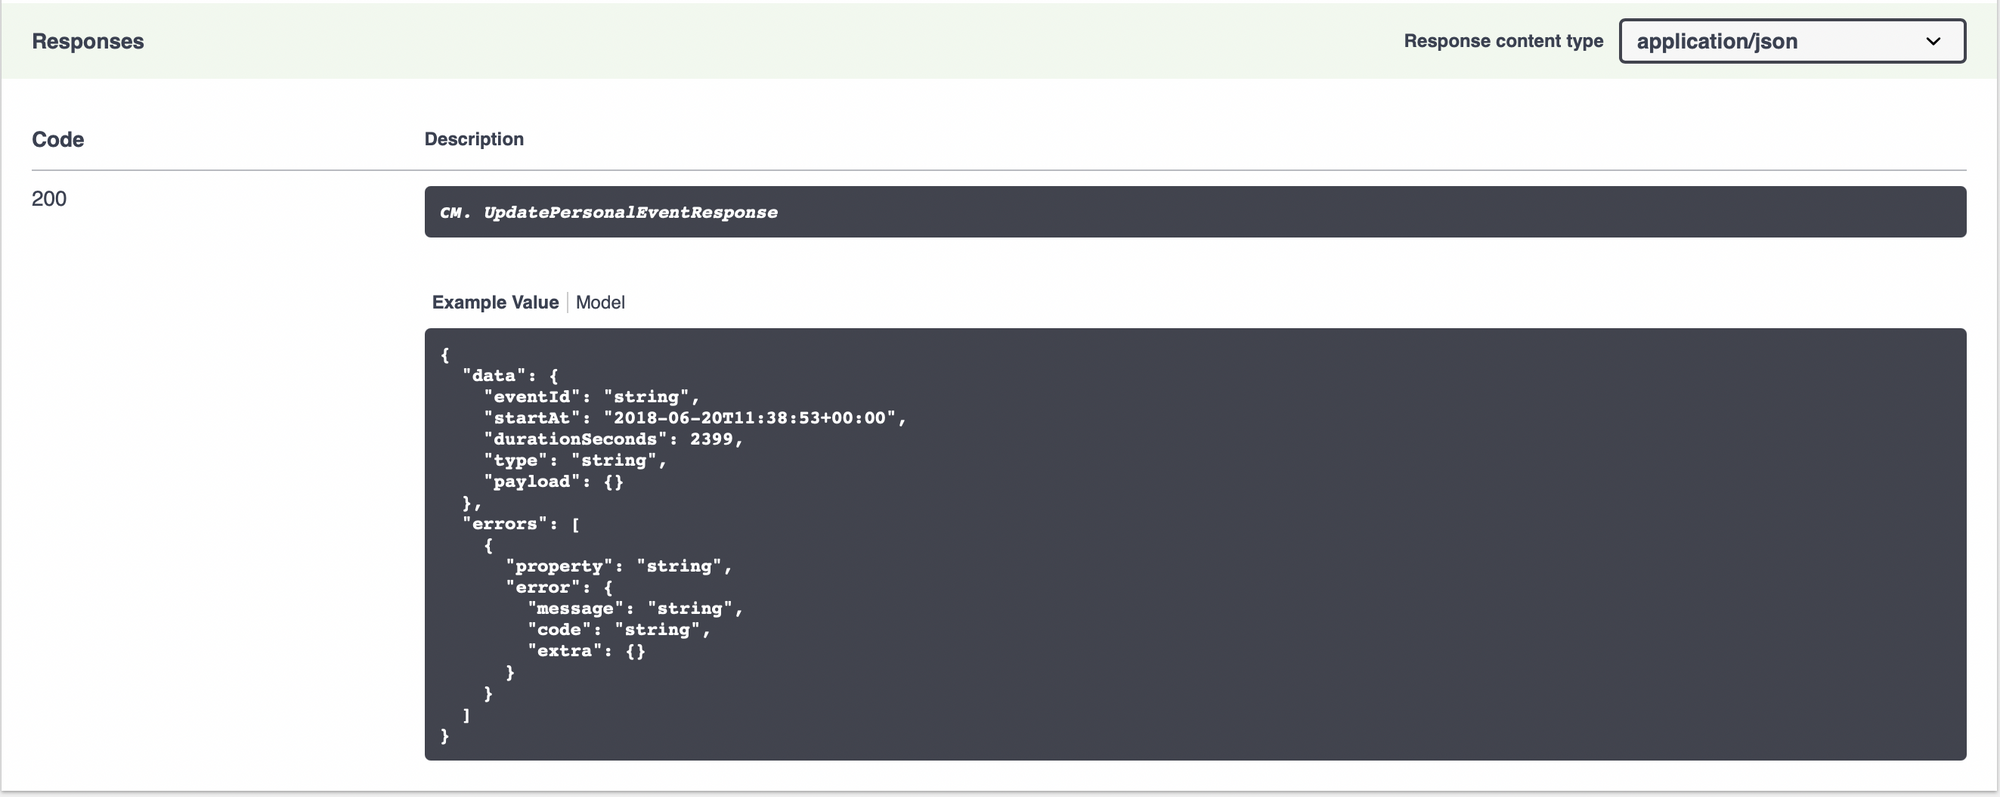 Responses
Response content type application/json
Code Description
200 CM. UpdatePersonalEventResponse
Example Value Model
{
  "data": {
    "eventId": "string",
    "startAt": "2018-06-20T11:38:53+00:00",
    "durationSeconds": 2399,
    "type": "string",
    "payload": {}
  },
  "errors": [
    {
      "property": "string",
      "error": {
        "message": "string",
        "code": "string",
        "extra": {}
      }
    }
  ]
}